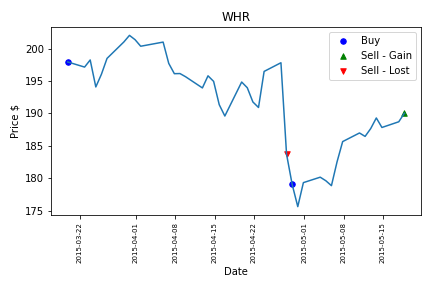 WHR
Buy
Sell - Gain
Sell - Lost
Price $
200
195
190
185
180
175
2015-03-22
2015-04-01
2015-04-08
2015-04-15
2015-04-22
2015-05-01
2015-05-08
2015-05-15
Date